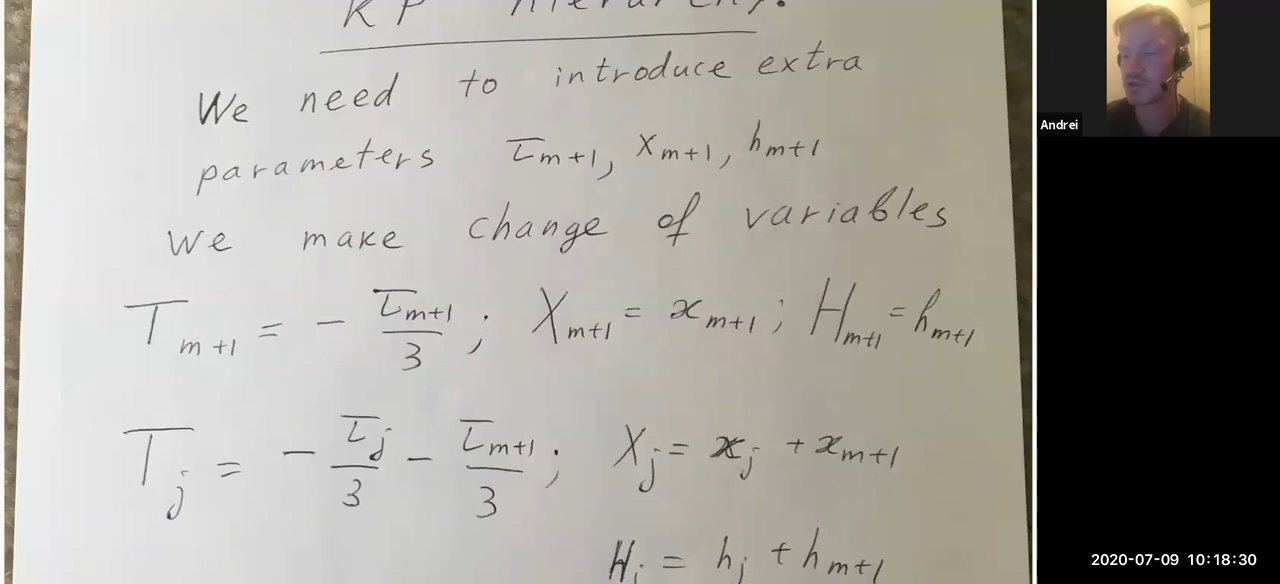 KP hierarchy.
We need to introduce extra
parameters τm+1, xm+1, hm+1
We make change of variables
Tm+1 = - τm+1/3 ; Xm+1 = xm+1 ; Hm+1 = hm+1
Tj = - τj/3 - τm+1/3 ; Xj = xj + xm+1
Hj = hj + hm+1
Andrei
2020-07-09 10:18:30